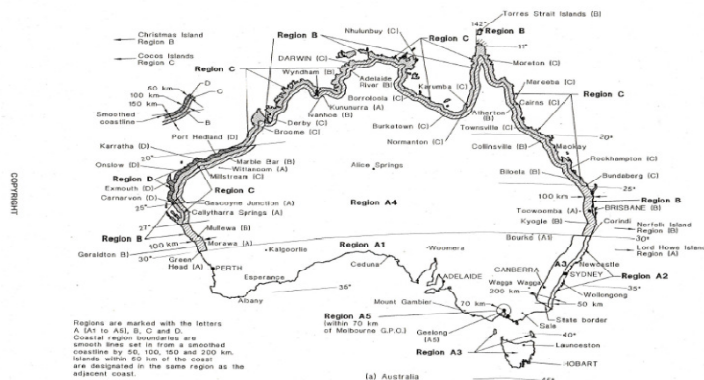 Torres Strait Islands (B)
142°
Christmas Island
Region B
Nhulunbuy (C)
Region B
Region C
Region B
11°
Cocos Islands
Region C
DARWIN (C)
Moreton (C)
Region C
Wyndham (B)
Adelaide
River (B)
Mareeba (C)
50 km
D
C
100 km
150 km
Karumba (C)
Cairns (C)
Region C
Borroloola (C)
Kununurra (A)
Ivanhoe (B)
Atherton
(B)
Smoothed
coastline
B
Derby (C)
Burketown (C)
Townsville (C)
Port Hedland (D)
Broome (C)
Normanton (C)
20°
Karratha (D)
Collinsville (B)
Mackay
20°
Marble Bar (B)
Onslow (D)
Wittanoom (A)
Alice Springs
Rockhampton (C)
Region D
Millstream (C)
Biloela (B)
Bundaberg (C)
Exmouth (D)
Region C
25°
Carnarven (D)
Gascoyne Junction (A)
100 km
Region B
25°
Callytharra Springs (A)
Region A4
Toowoomba (A)
BRISBANE (B)
27°
Mullewa (B)
Kyogle (B)
Corindi
Norfolk Island
Region (B)
Region B
100 km
Morawa (A)
Bourke (A1)
30°
Geraldton (B)
Kalgoorlie
Region A1
Woomera
Lord Howe Island
Region (A)
30°
Green
Head (A)
PERTH
Ceduna
A3
Newcastle
CANBERRA
SYDNEY
Region A2
Esperance
ADELAIDE
Wagga Wagga
200 km
35°
Albany
35°
Mount Gambier
Wollongong
70 km
50 km
Region A5
(within 70 km
of Melbourne G.P.O.)
State border
Geelong
(A5)
Sale
40°
Regions are marked with the letters
A (A1 to A5), B, C and D.
Coastal region boundaries are
smooth lines set in from a smoothed
coastline by 50, 100, 150 and 200 km.
Islands within 50 km of the coast
are designated in the same region as the
adjacent coast.
Region A3
Launceston
HOBART
(a) Australia
COPYRIGHT